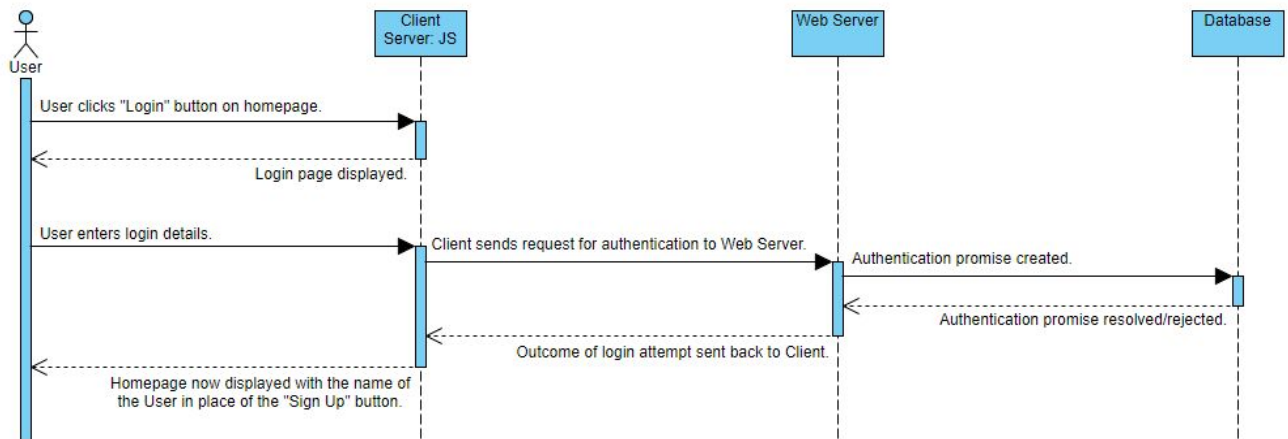 Client
Server: JS
Web Server
Database
User
User clicks "Login" button on homepage.
Login page displayed.
User enters login details.
Client sends request for authentication to Web Server.
Authentication promise created.
Authentication promise resolved/rejected.
Outcome of login attempt sent back to Client.
Homepage now displayed with the name of
the User in place of the "Sign Up" button.